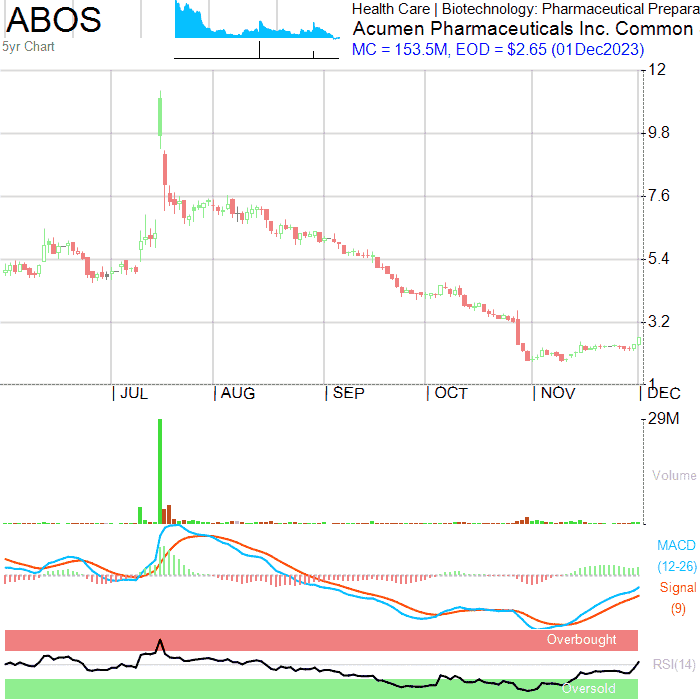 ABOS
5yr Chart
Health Care | Biotechnology: Pharmaceutical Prepara
Acumen Pharmaceuticals Inc. Common
MC = 153.5M, EOD = $2.65 (01Dec2023)
12
9.8
7.6
5.4
3.2
1
JUL AUG SEP OCT NOV DEC
29M
Volume
MACD
(12-26)
Signal
(9)
Overbought
RSI(14)
Oversold